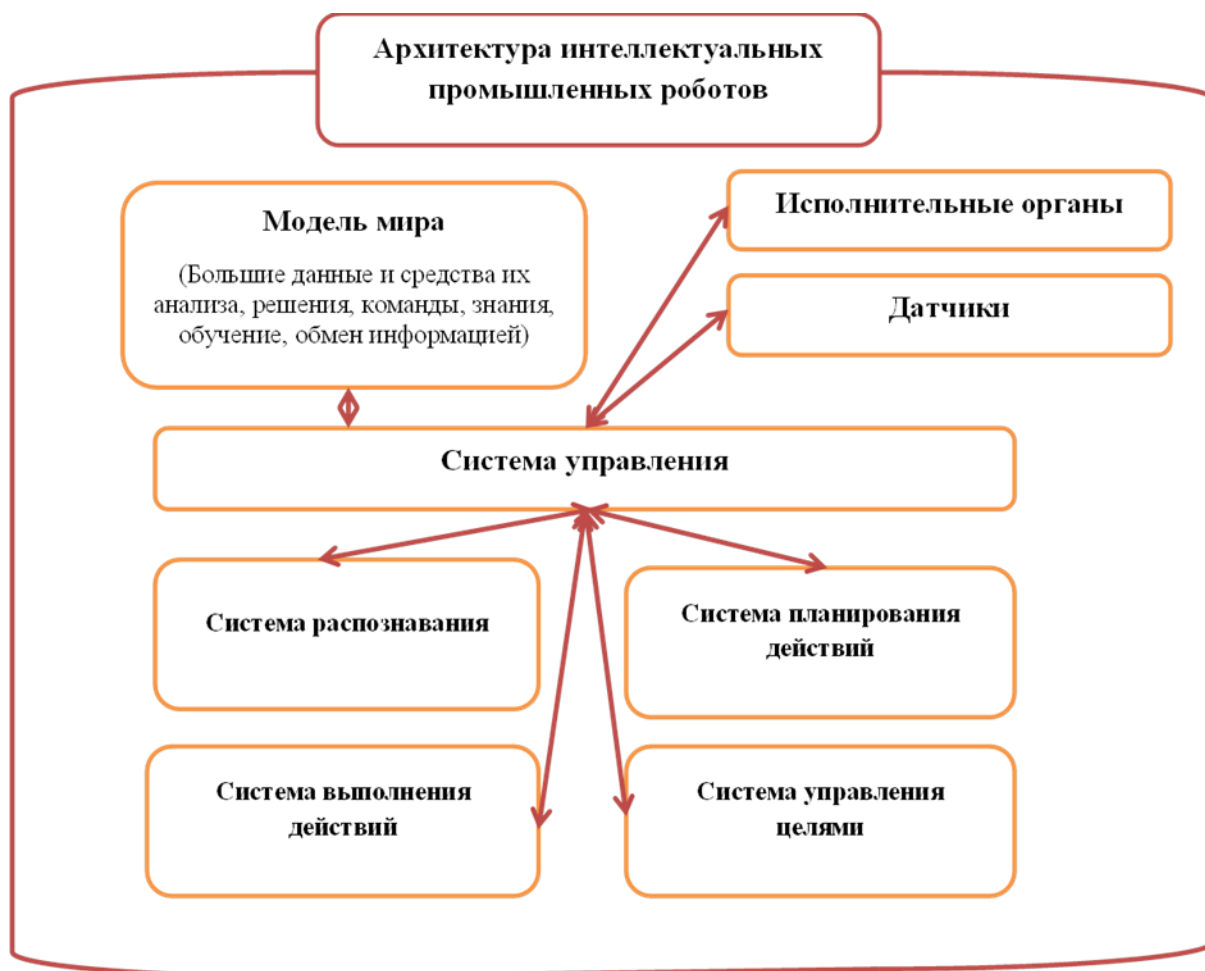 Архитектура интеллектуальных
промышленных роботов
Модель мира
(Большие данные и средства их
анализа, решения, команды, знания,
обучение, обмен информацией)
Исполнительные органы
Датчики
Система управления
Система распознавания
Система планирования
действий
Система выполнения
действий
Система управления
целями